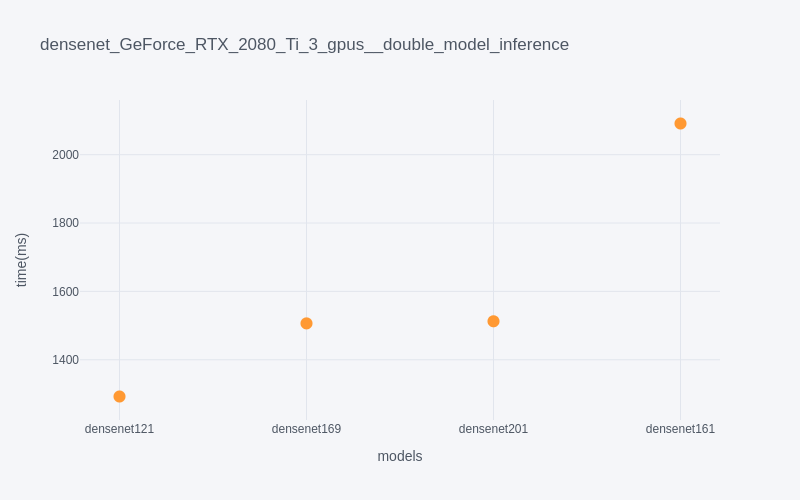 densenet_GeForce_RTX_2080_Ti_3_gpus__double_model_inference
2000
1800
1600
1400
time(ms)
densenet121 densenet169 densenet201 densenet161
models